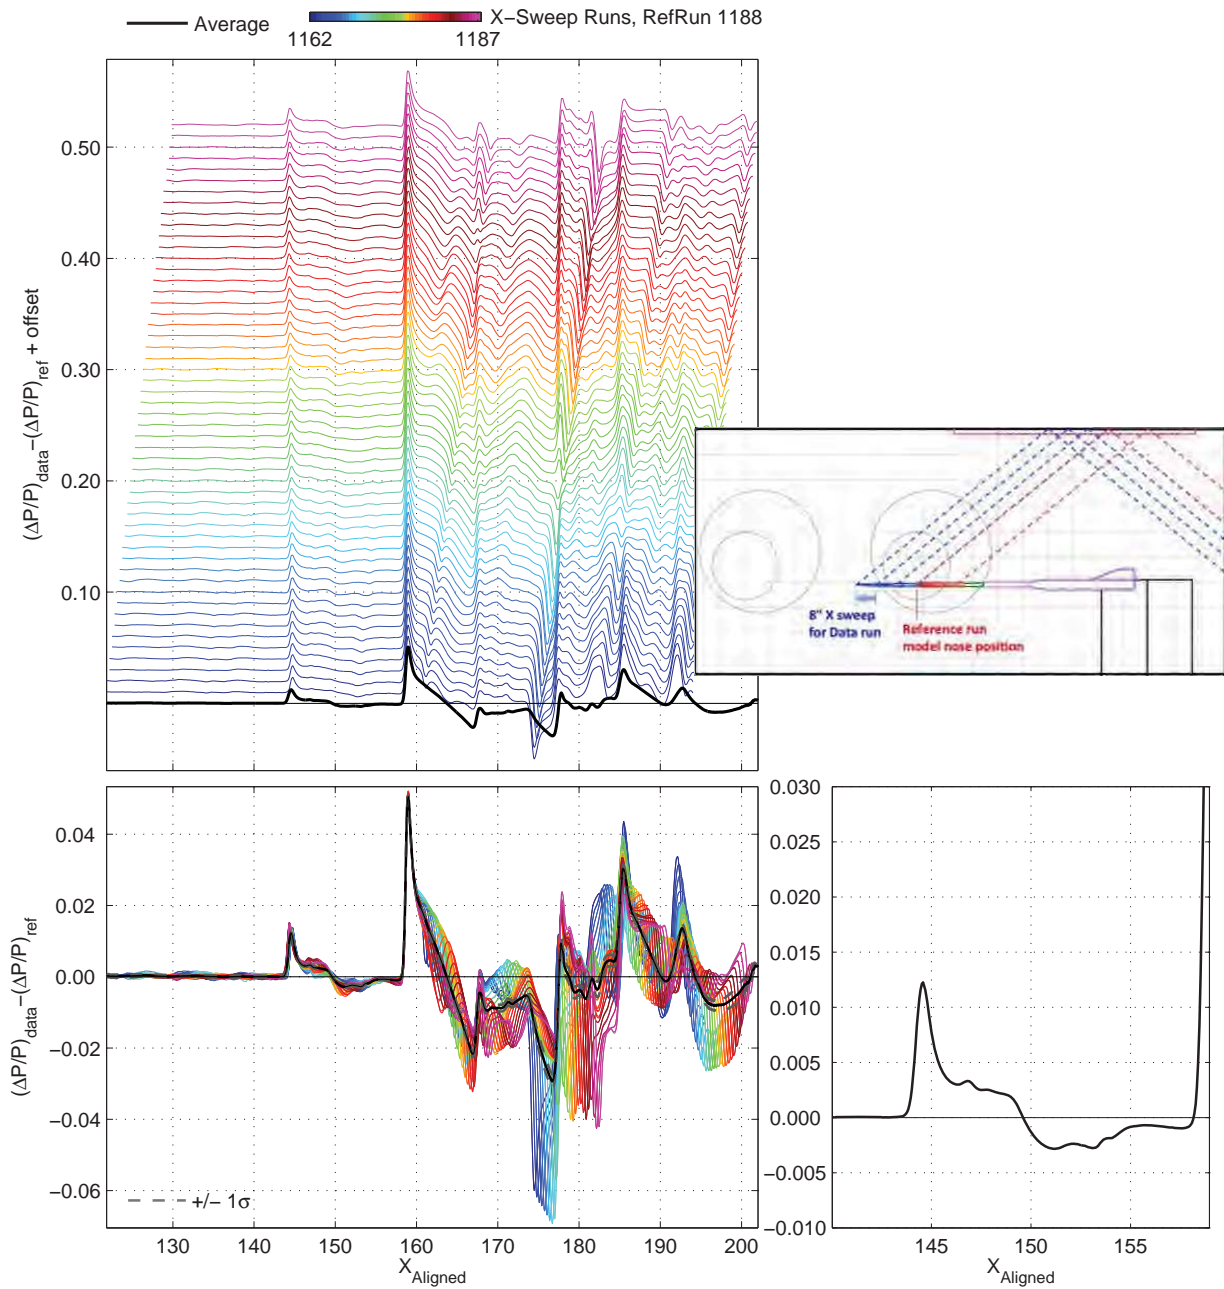 Average
X-Sweep Runs, RefRun 1188
1162
1187
0.50
0.40
0.30
0.20
0.10
(ΔP/P)data−(ΔP/P)ref + offset
8" X sweep
for Data run
Reference run
model nose position
0.04
0.02
0.00
−0.02
−0.04
−0.06
(ΔP/P)data−(ΔP/P)ref
+/− 1σ
130 140 150 160 170 180 190 200
XAligned
0.030
0.025
0.020
0.015
0.010
0.005
0.000
−0.005
−0.010
145 150 155
XAligned